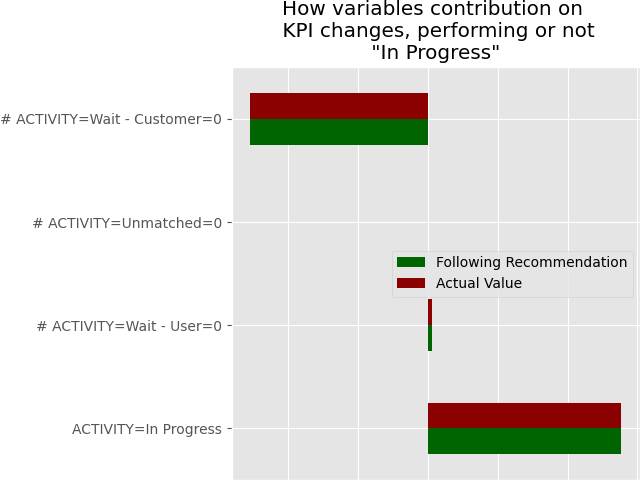 How variables contribution on
KPI changes, performing or not
"In Progress"
# ACTIVITY=Wait - Customer=0
# ACTIVITY=Unmatched=0
Following Recommendation
Actual Value
# ACTIVITY=Wait - User=0
ACTIVITY=In Progress